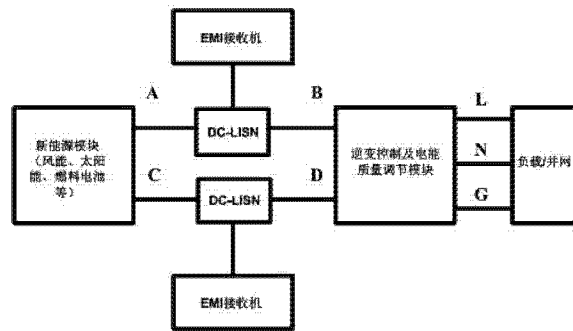 EMI接收机
A
B
L
DC-LISN
新能源模块
（风能、太阳
能、燃料电池
等）
逆变控制及电能
质量调节模块
N
负载/并网
C
D
G
DC-LISN
EMI接收机